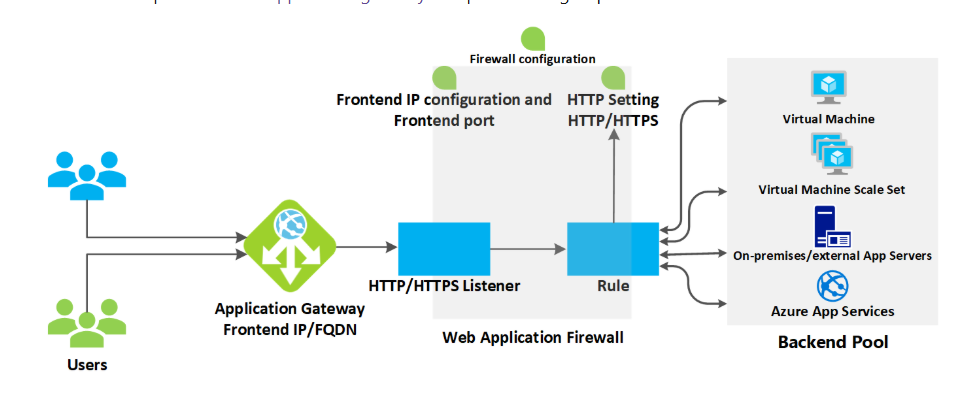 Firewall configuration
Frontend IP configuration and
Frontend port
HTTP Setting
HTTP/HTTPS
Virtual Machine
Virtual Machine Scale Set
On-premises/external App Servers
Azure App Services
Backend Pool
HTTP/HTTPS Listener
Rule
Web Application Firewall
Application Gateway
Frontend IP/FQDN
Users